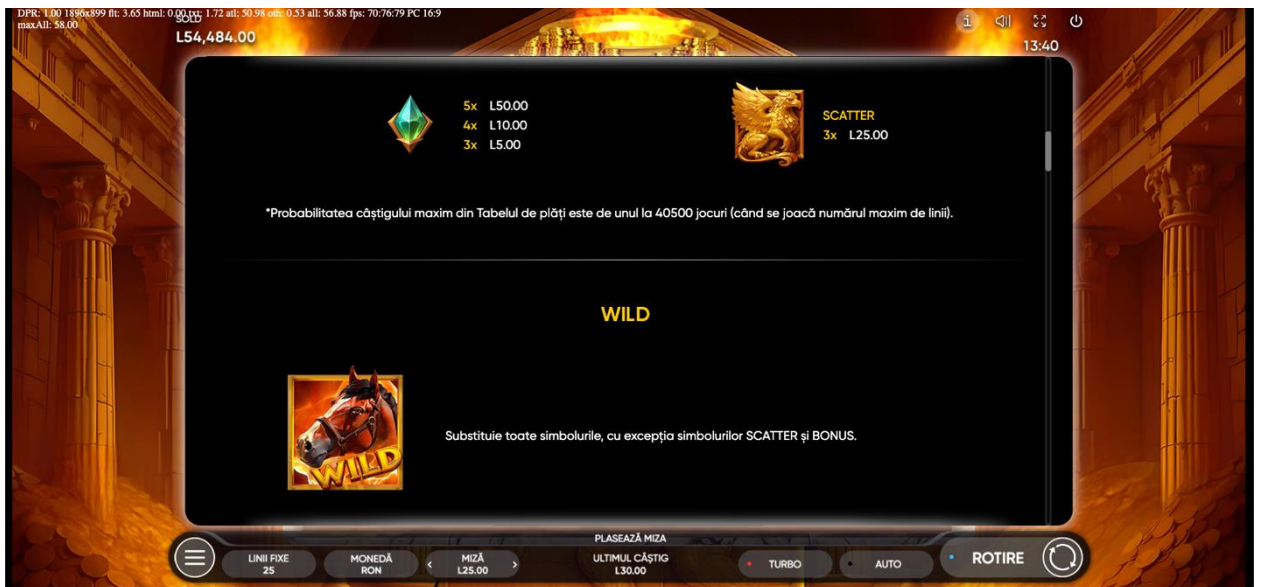 DPR: 1.00 1896x899 flt: 3.65 html: 0.00 txt: 1.72 atl: 50.98 oth: 0.53 all: 56.88 fps: 70:76:79 PC 16:9
maxAll: 58.00
SOLD
L54,484.00
13:40
5x L50.00
4x L10.00
3x L5.00
SCATTER
3x L25.00
*Probabilitatea câștigului maxim din Tabelul de plăți este de unul la 40500 jocuri (când se joacă numărul maxim de linii).
WILD
WILD
Substituie toate simbolurile, cu excepția simbolurilor SCATTER și BONUS.
PLASEAZĂ MIZA
LINII FIXE
25
MONEDĂ
RON
MIZĂ
L25.00
ULTIMUL CÂȘTIG
L30.00
TURBO
AUTO
ROTIRE